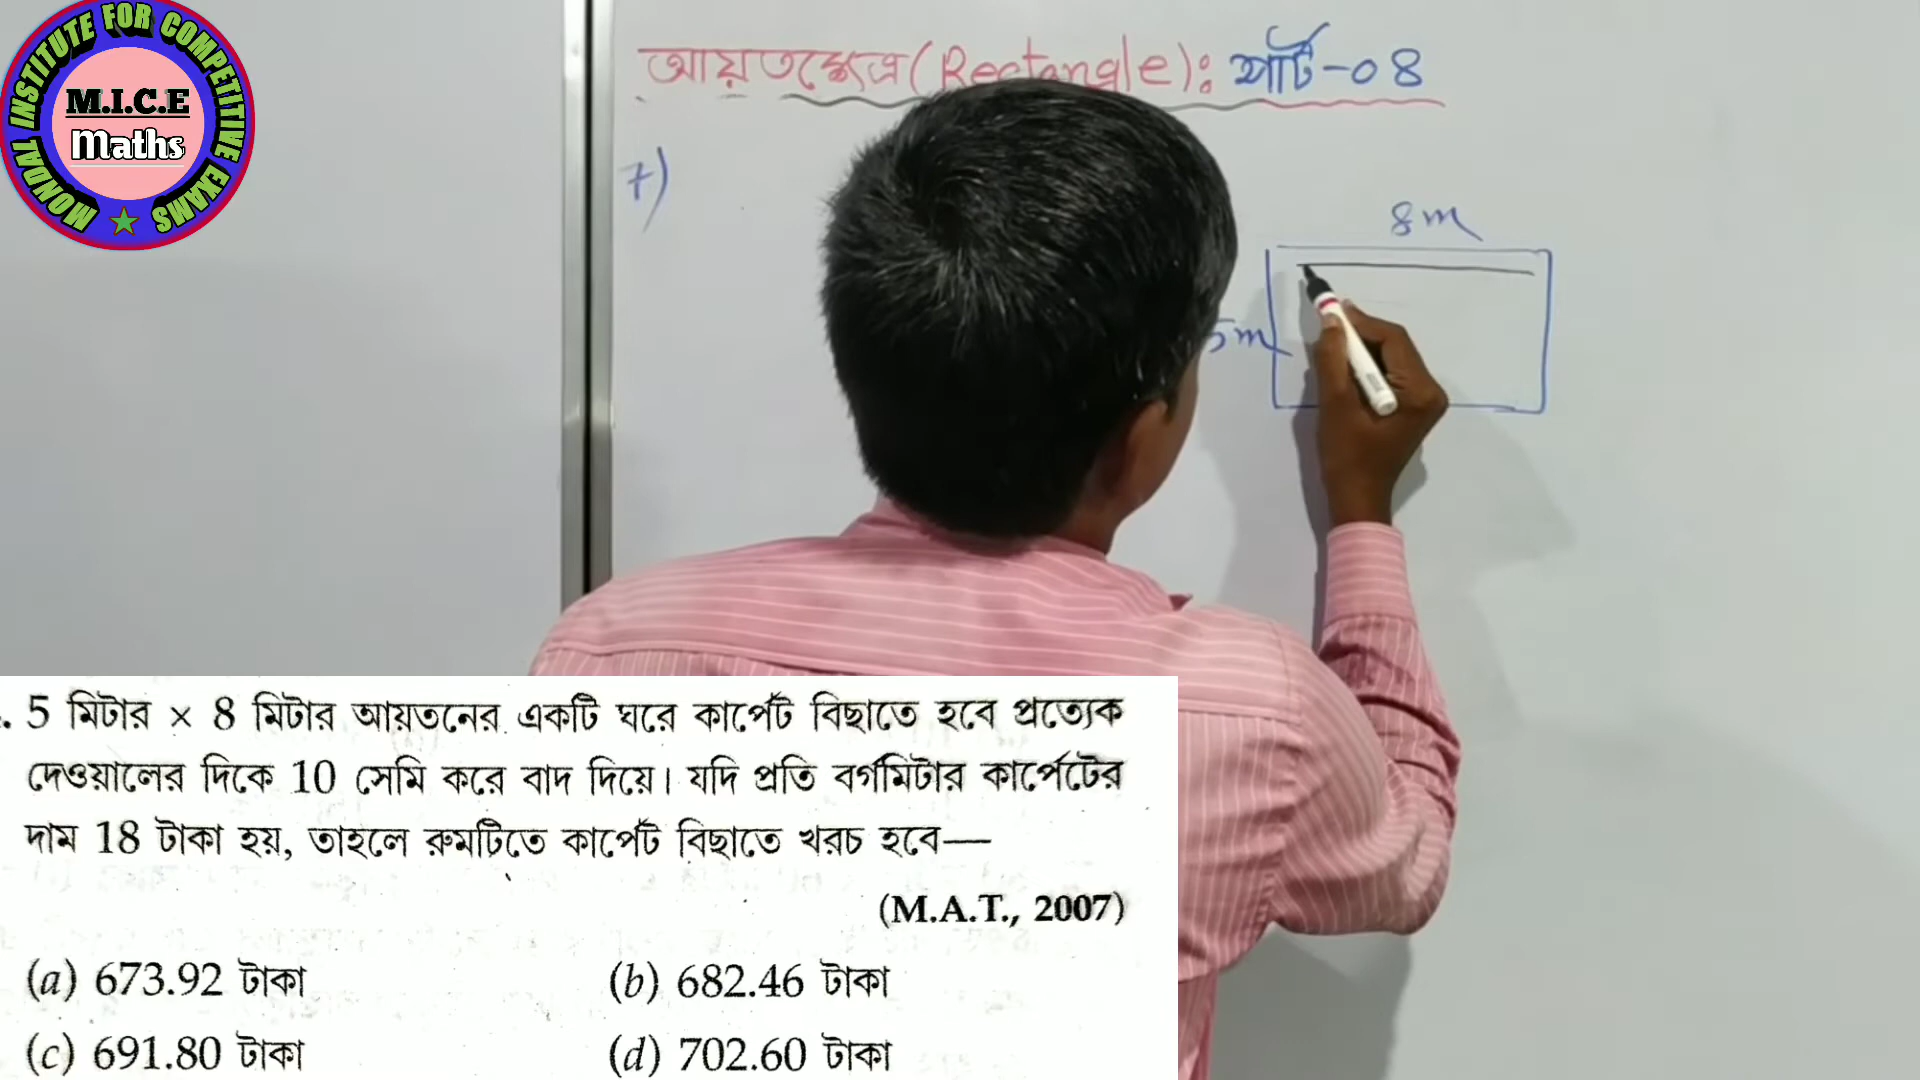 MONDAL INSTITUTE FOR COMPETITIVE EXAMS
M.I.C.E
Maths
আয়তক্ষেত্র (Rectangle): পার্ট-০৪
7)
8m
5m
. 5 মিটার × 8 মিটার আয়তনের একটি ঘরে কার্পেট বিছাতে হবে প্রত্যেক
দেওয়ালের দিকে 10 সেমি করে বাদ দিয়ে। যদি প্রতি বর্গমিটার কার্পেটের
দাম 18 টাকা হয়, তাহলে রুমটিতে কার্পেট বিছাতে খরচ হবে—
(M.A.T., 2007)
(a) 673.92 টাকা
(b) 682.46 টাকা
(c) 691.80 টাকা
(d) 702.60 টাকা